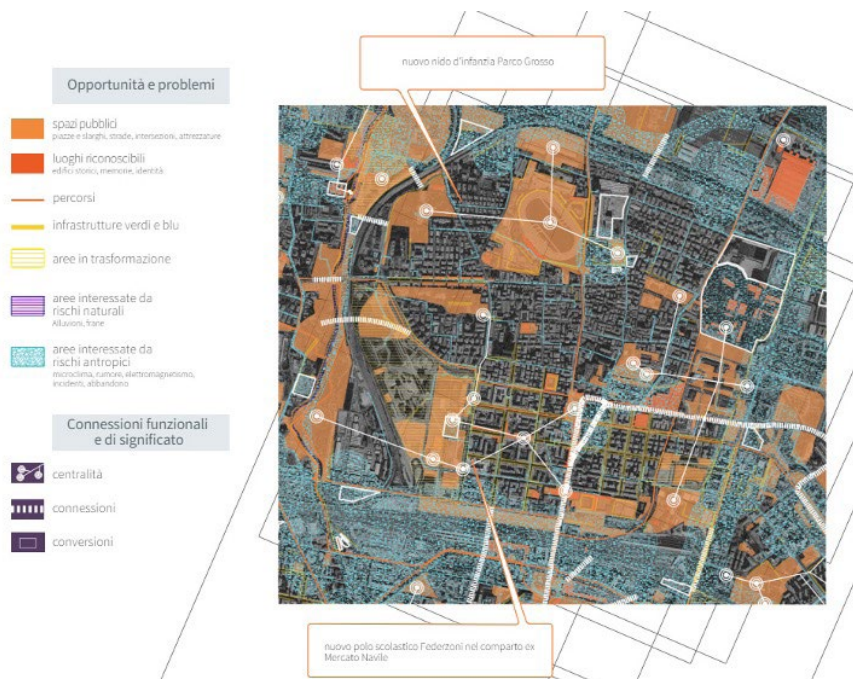 nuovo nido d'infanzia Parco Grosso
Opportunità e problemi
spazi pubblici
piazze e slarghi, strade, intersezioni, attrezzature
luoghi riconoscibili
edifici storici, memorie, identità
percorsi
infrastrutture verdi e blu
aree in trasformazione
aree interessate da
rischi naturali
Alluvioni, frane
aree interessate da
rischi antropici
microclima, rumore, elettromagnetismo,
incidenti, abbandono
Connessioni funzionali
e di significato
centralità
connessioni
conversioni
nuovo polo scolastico Federzoni nel comparto ex
Mercato Navile